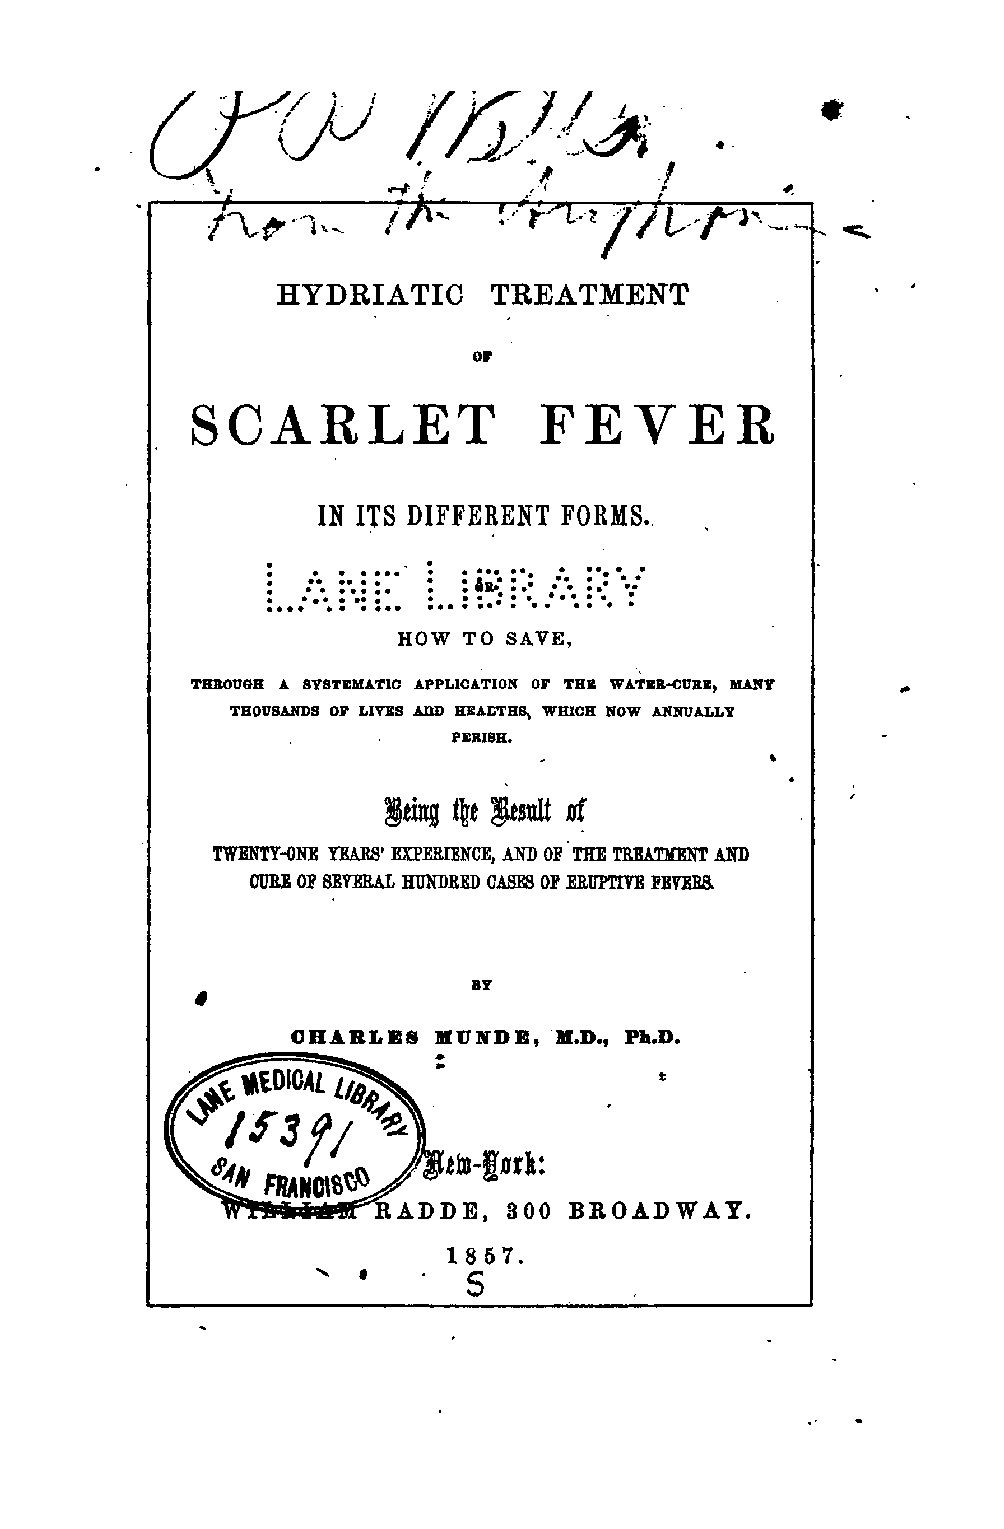 from the
HYDRIATIC TREATMENT
OF
SCARLET FEVER
IN ITS DIFFERENT FORMS.
LANE LIBRARY
OR
HOW TO SAVE,
THROUGH A SYSTEMATIC APPLICATION OF THE WATER-CURE, MANY
THOUSANDS OF LIVES AND HEALTHS, WHICH NOW ANNUALLY
PERISH.
Being the Result of
TWENTY-ONE YEARS' EXPERIENCE, AND OF THE TREATMENT AND
CURE OF SEVERAL HUNDRED CASES OF ERUPTIVE FEVERS.
BY
CHARLES MUNDE, M.D., Ph.D.
LANE MEDICAL LIBRARY
15391
SAN FRANCISCO
New-York:
WILLIAM RADDE, 300 BROADWAY.
1857.
S